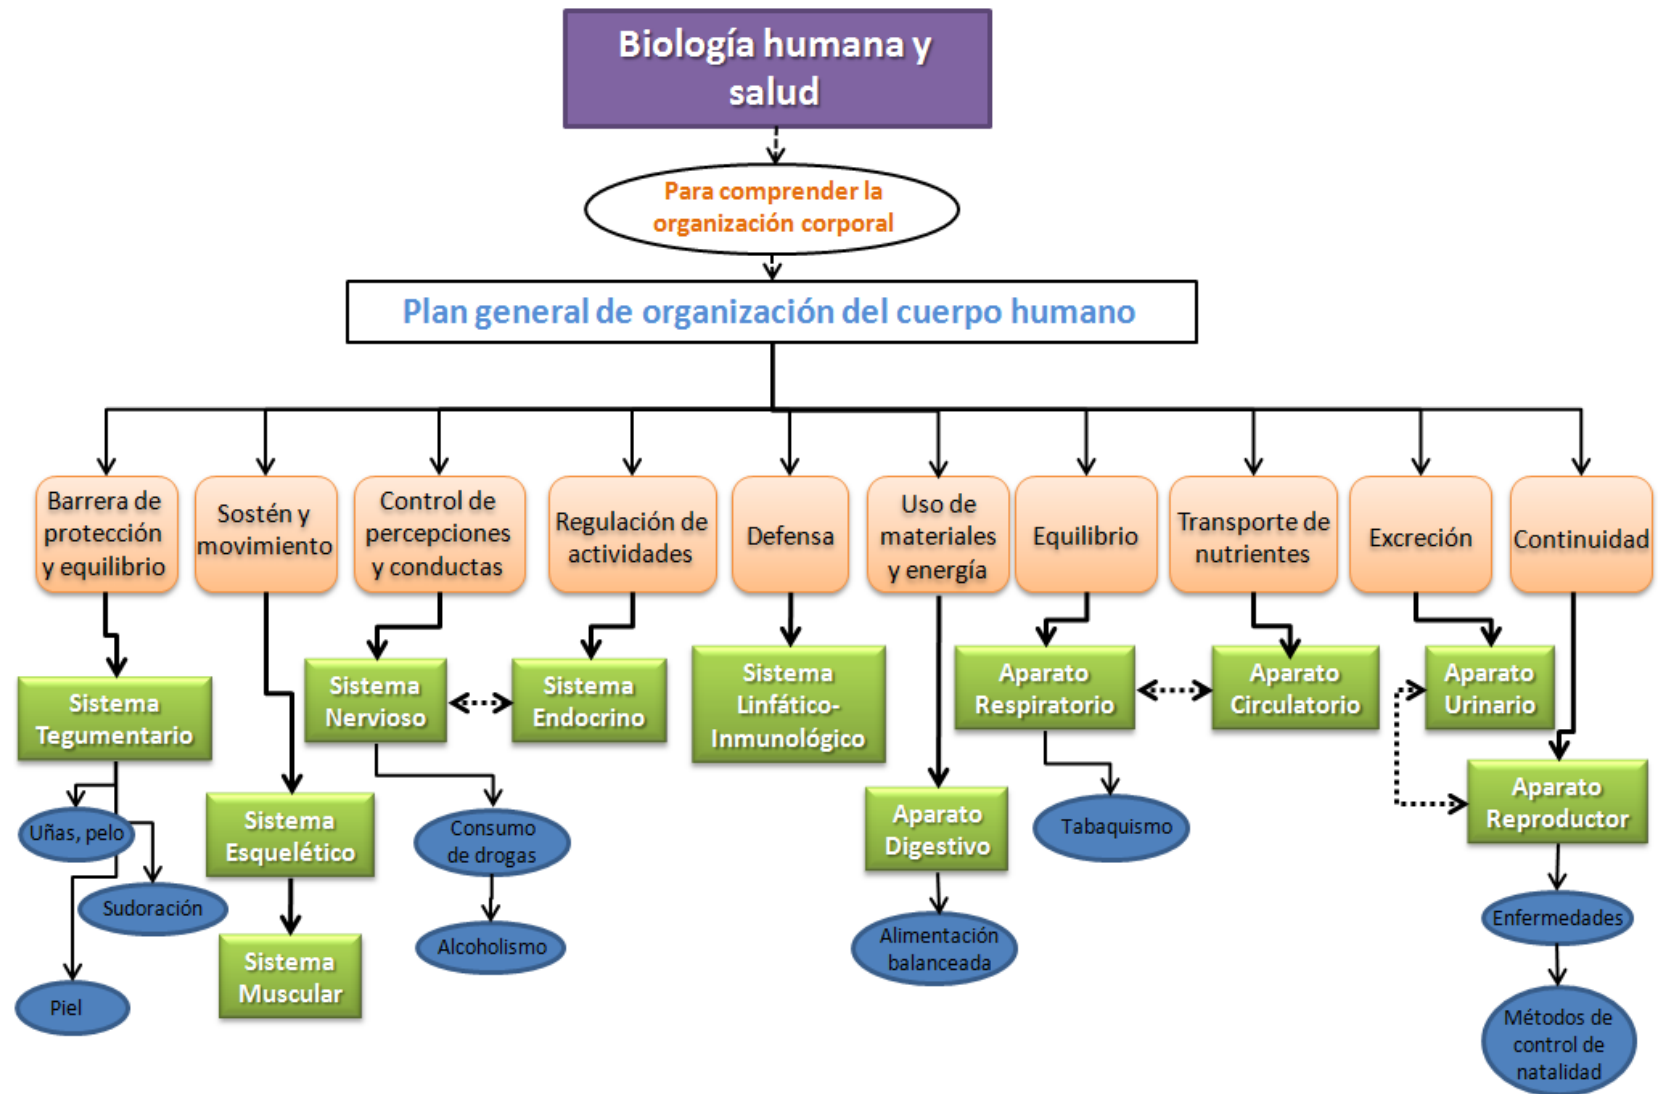 Biología humana y
salud
Para comprender la
organización corporal
Plan general de organización del cuerpo humano
Barrera de
protección
y equilibrio
Sostén y
movimiento
Control de
percepciones
y conductas
Regulación de
actividades
Defensa
Uso de
materiales
y energía
Equilibrio
Transporte de
nutrientes
Excreción
Continuidad
Sistema
Tegumentario
Sistema
Nervioso
Sistema
Endocrino
Sistema
Linfático-
Inmunológico
Aparato
Respiratorio
Aparato
Circulatorio
Aparato
Urinario
Uñas, pelo
Sudoración
Piel
Sistema
Esquelético
Sistema
Muscular
Consumo
de drogas
Alcoholismo
Aparato
Digestivo
Alimentación
balanceada
Tabaquismo
Aparato
Reproductor
Enfermedades
Métodos de
control de
natalidad